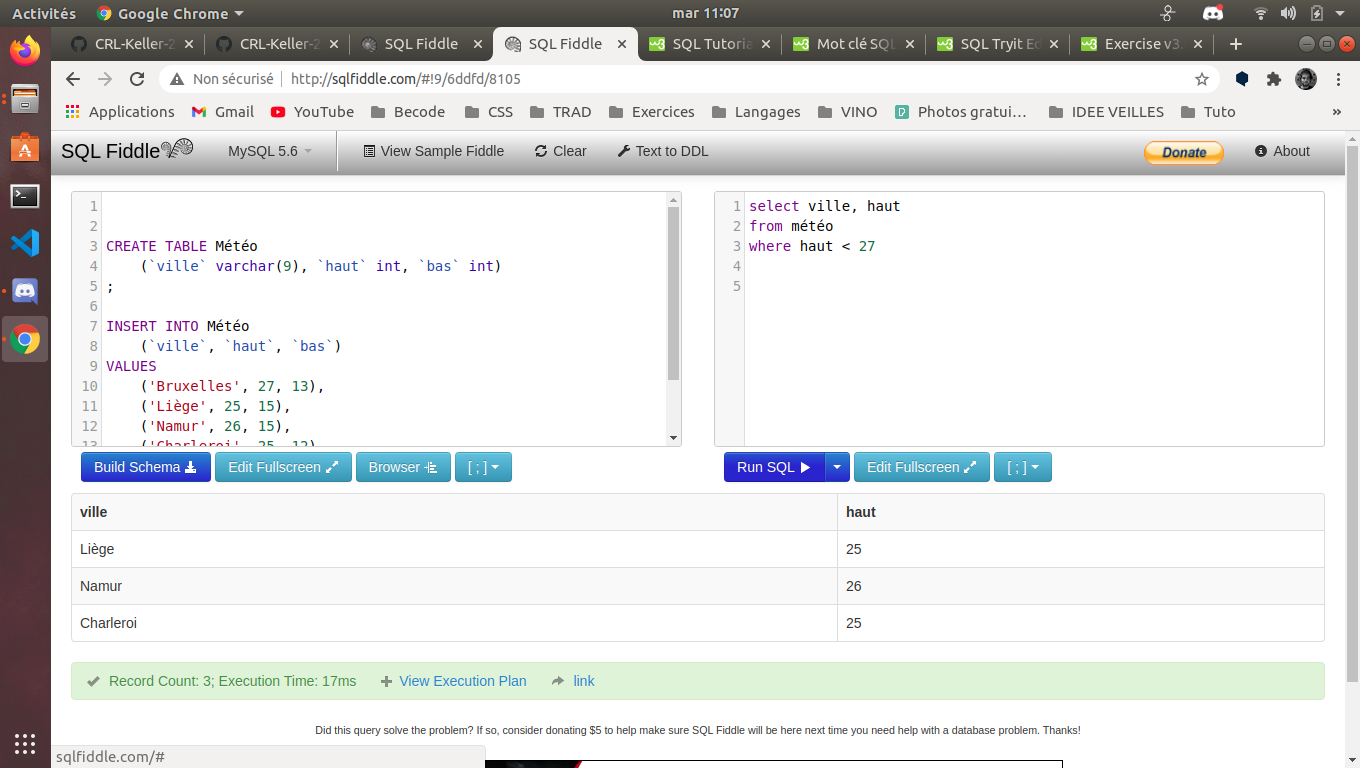 Activités
Google Chrome
mar 11:07
CRL-Keller-2
CRL-Keller-2
SQL Fiddle
SQL Fiddle
SQL Tutoria
Mot clé SQL
SQL Tryit Ed
Exercise v3.
Non sécurisé
http://sqlfiddle.com/#!9/6ddfd/8105
Applications
Gmail
YouTube
Becode
CSS
TRAD
Exercices
Langages
VINO
Photos gratui...
IDEE VEILLES
Tuto
»
SQL Fiddle
MySQL 5.6
View Sample Fiddle
Clear
Text to DDL
Donate
About
1
2
3 CREATE TABLE Météo
4 (`ville` varchar(9), `haut` int, `bas` int)
5 ;
6
7 INSERT INTO Météo
8 (`ville`, `haut`, `bas`)
9 VALUES
10 ('Bruxelles', 27, 13),
11 ('Liège', 25, 15),
12 ('Namur', 26, 15),
13 ('Charleroi', 25, 12)
1 select ville, haut
2 from météo
3 where haut < 27
4
5
Build Schema
Edit Fullscreen
Browser
[ ; ]
Run SQL
Edit Fullscreen
[ ; ]
ville haut
Liège 25
Namur 26
Charleroi 25
Record Count: 3; Execution Time: 17ms
View Execution Plan
link
Did this query solve the problem? If so, consider donating $5 to help make sure SQL Fiddle will be here next time you need help with a database problem. Thanks!
sqlfiddle.com/#